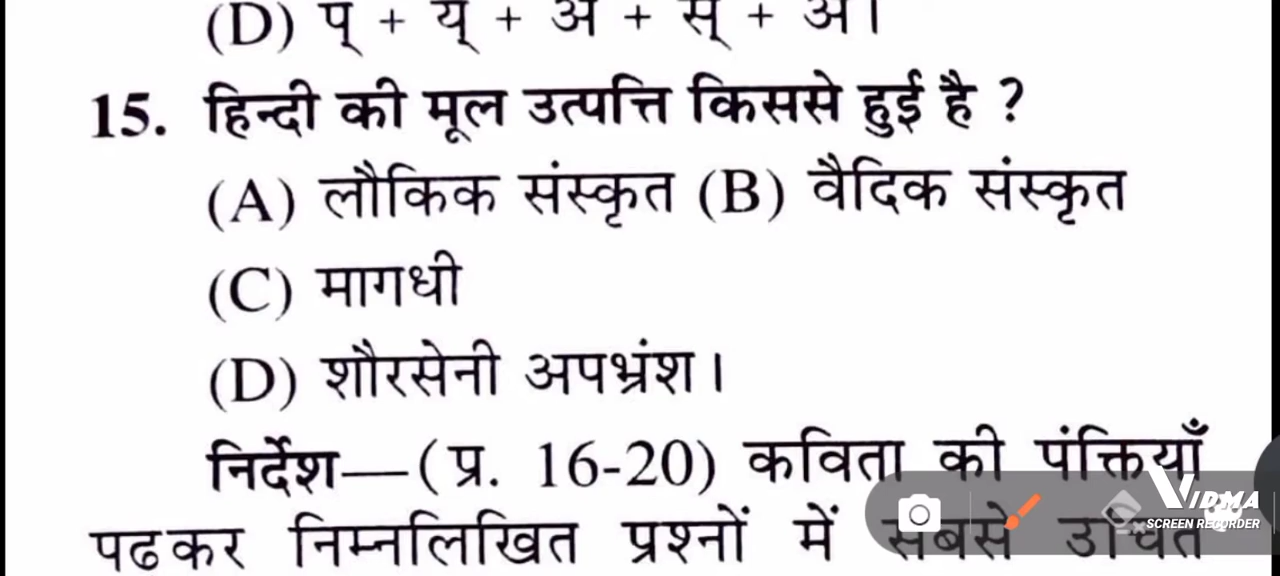 (D) प् + य् + अ + स् + अ।
15. हिन्दी की मूल उत्पत्ति किससे हुई है ?
(A) लौकिक संस्कृत (B) वैदिक संस्कृत
(C) मागधी
(D) शौरसेनी अपभ्रंश।
निर्देश—(प्र. 16-20) कविता की पंक्तियाँ
पढकर निम्नलिखित प्रश्नों में सबसे उचित
VIDMA
SCREEN RECORDER